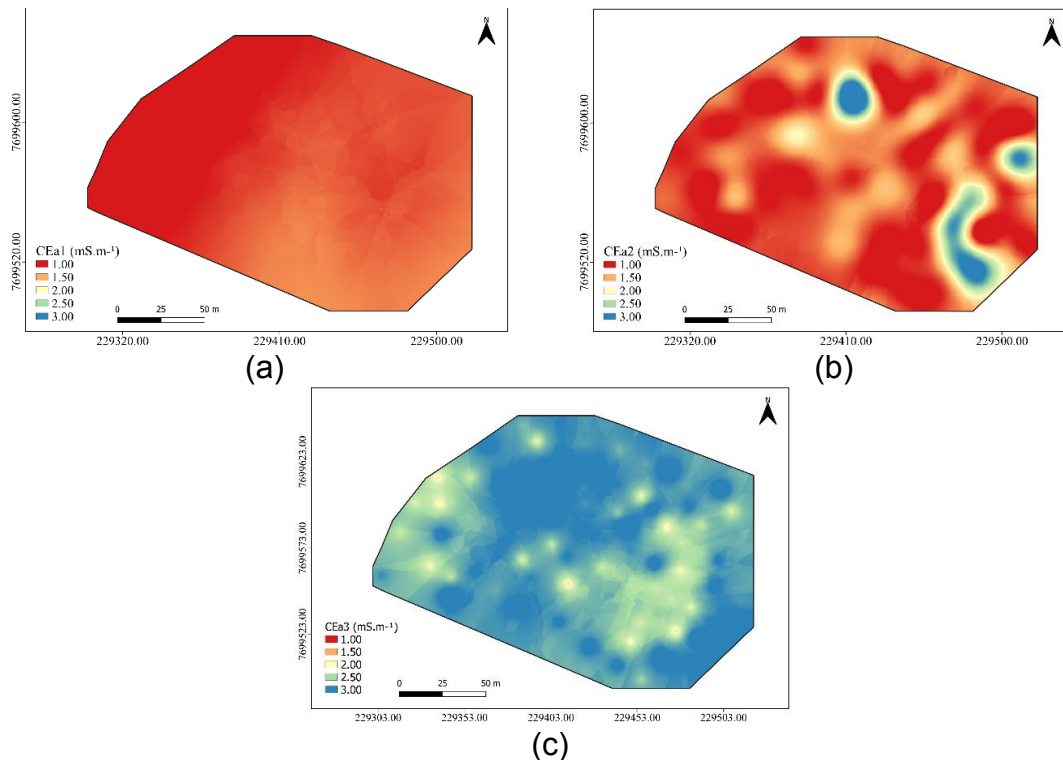 N
7699600.00
7699520.00
CEa1 (mS.m⁻¹)
1.00
1.50
2.00
2.50
3.00
0 25 50 m
229320.00 229410.00 229500.00
(a)
N
7699600.00
7699520.00
CEa2 (mS.m⁻¹)
1.00
1.50
2.00
2.50
3.00
0 25 50 m
229320.00 229410.00 229500.00
(b)
N
7699623.00
7699573.00
7699523.00
CEa3 (mS.m⁻¹)
1.00
1.50
2.00
2.50
3.00
0 25 50 m
229303.00 229353.00 229403.00 229453.00 229503.00
(c)